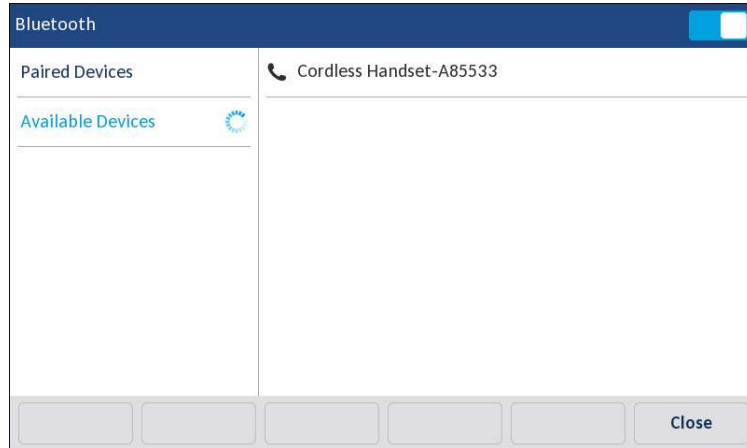 Bluetooth
Paired Devices
Available Devices
Cordless Handset-A85533
Close